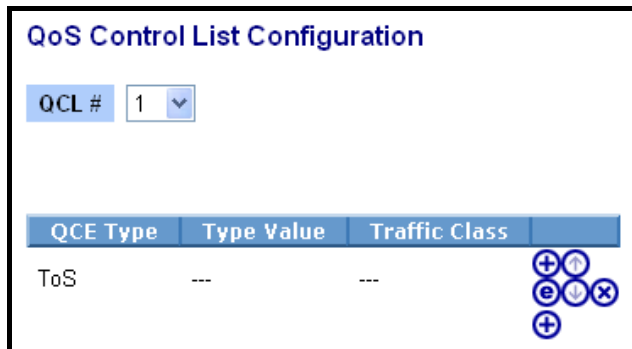 QoS Control List Configuration
QCL # 1
QCE Type Type Value Traffic Class
ToS --- ---
e